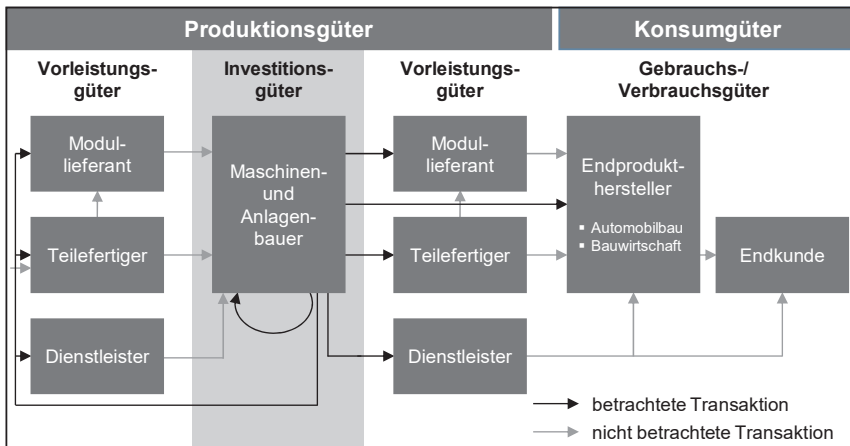 Produktionsgüter
Konsumgüter
Vorleistungs-
güter
Investitions-
güter
Vorleistungs-
güter
Gebrauchs-/
Verbrauchsgüter
Modul-
lieferant
Maschinen-
und
Anlagen-
bauer
Modul-
lieferant
Endprodukt-
hersteller
▪ Automobilbau
▪ Bauwirtschaft
Teilefertiger
Teilefertiger
Endkunde
Dienstleister
Dienstleister
betrachtete Transaktion
nicht betrachtete Transaktion